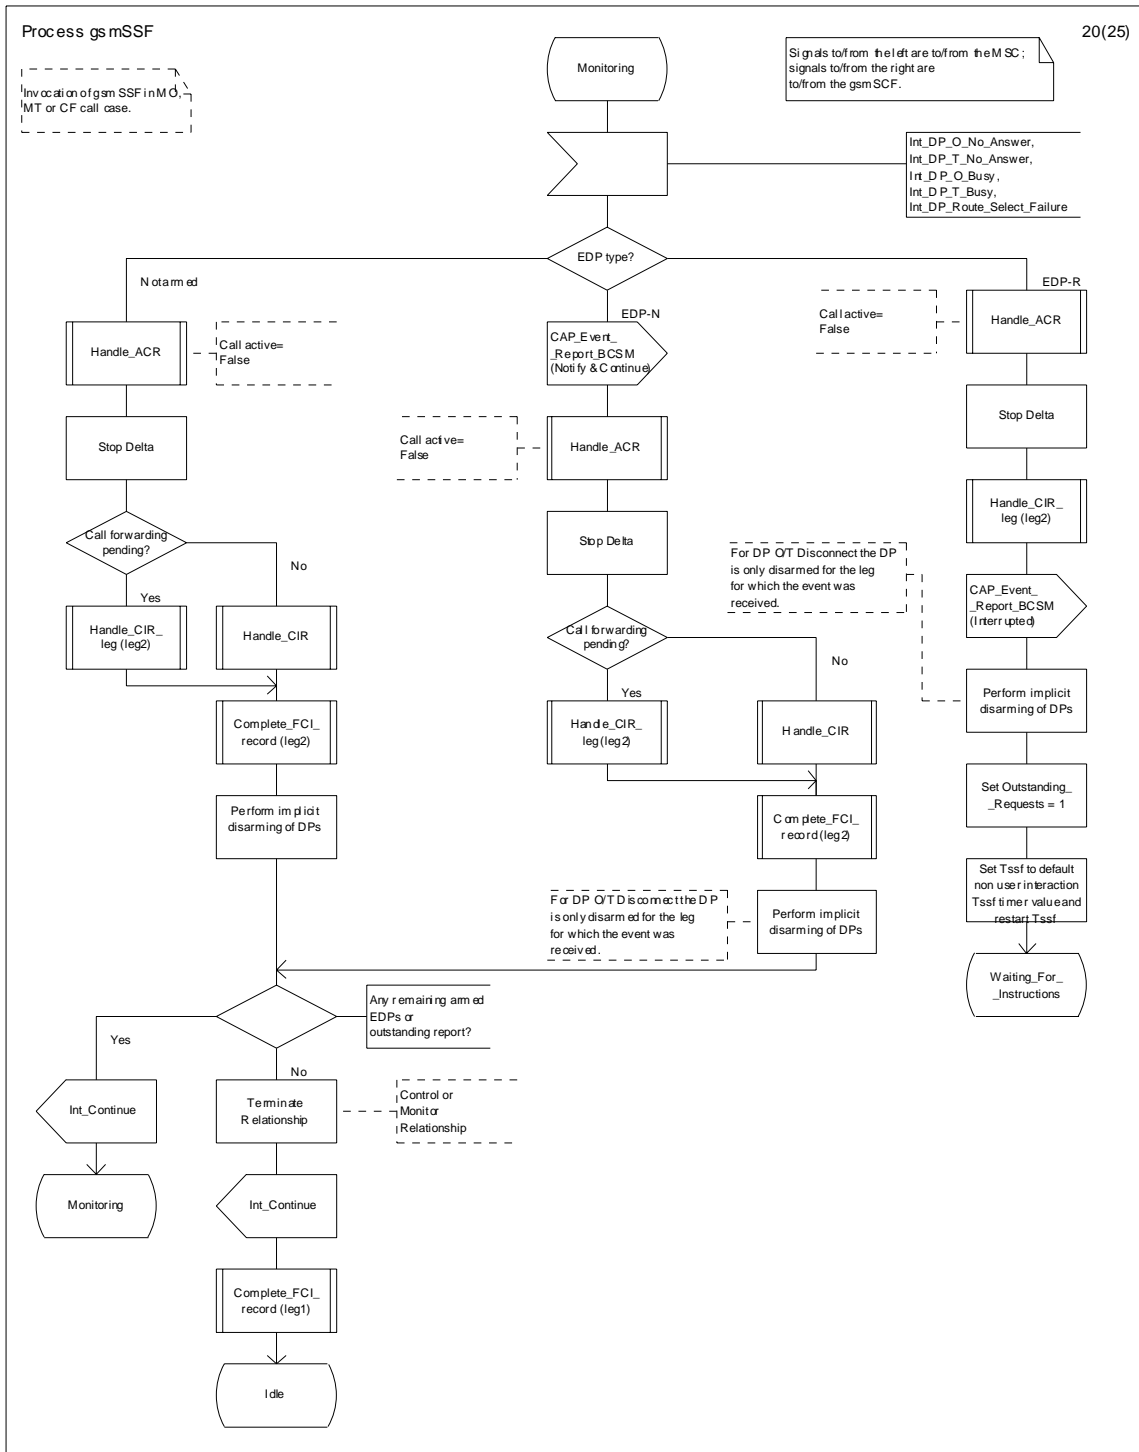 Process gsmSSF
20(25)
Invocation of gsm SSF in MO,
MT or CF call case.
Monitoring
Signals to/from the left are to/from the MSC;
signals to/from the right are
to/from the gsmSCF.
Int_DP_O_No_Answer,
Int_DP_T_No_Answer,
Int_DP_O_Busy,
Int_DP_T_Busy,
Int_DP_Route_Select_Failure
EDP type?
Not armed
EDP-N
EDP-R
Handle_ACR
Call active=
False
CAP_Event_
_Report_BCSM
(Notify & Continue)
Call active=
False
Handle_ACR
Stop Delta
Call active=
False
Handle_ACR
Stop Delta
Call forwarding
pending?
No
Yes
Handle_CIR_
leg (leg2)
Handle_CIR
Stop Delta
For DP O/T Disconnect the DP
is only disarmed for the leg
for which the event was
received.
Handle_CIR_
leg (leg2)
CAP_Event_
_Report_BCSM
(Interrupted)
Call forwarding
pending?
No
Yes
Handle_CIR_
leg (leg2)
Handle_CIR
Perform implicit
disarming of DPs
Complete_FCI_
record (leg2)
Set Outstanding_
_Requests = 1
Perform implicit
disarming of DPs
Complete_FCI_
record (leg2)
Set Tssf to default
non user interaction
Tssf timer value and
restart Tssf
For DP O/T Disconnect the DP
is only disarmed for the leg
for which the event was
received.
Perform implicit
disarming of DPs
Waiting_For_
_Instructions
Any remaining armed
EDPs or
outstanding report?
Yes
No
Int_Continue
Terminate
Relationship
Control or
Monitor
Relationship
Monitoring
Int_Continue
Complete_FCI_
record (leg1)
Idle